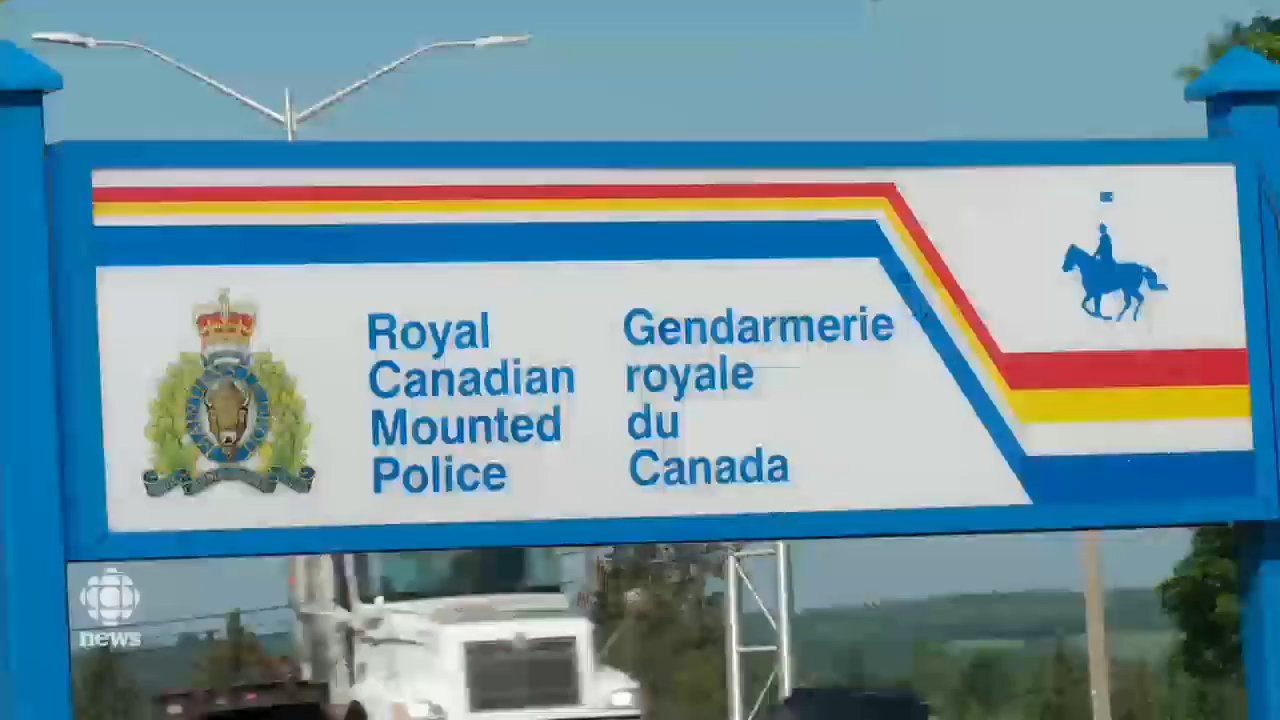 Royal
Canadian
Mounted
Police
Gendarmerie
royale
du
Canada
news